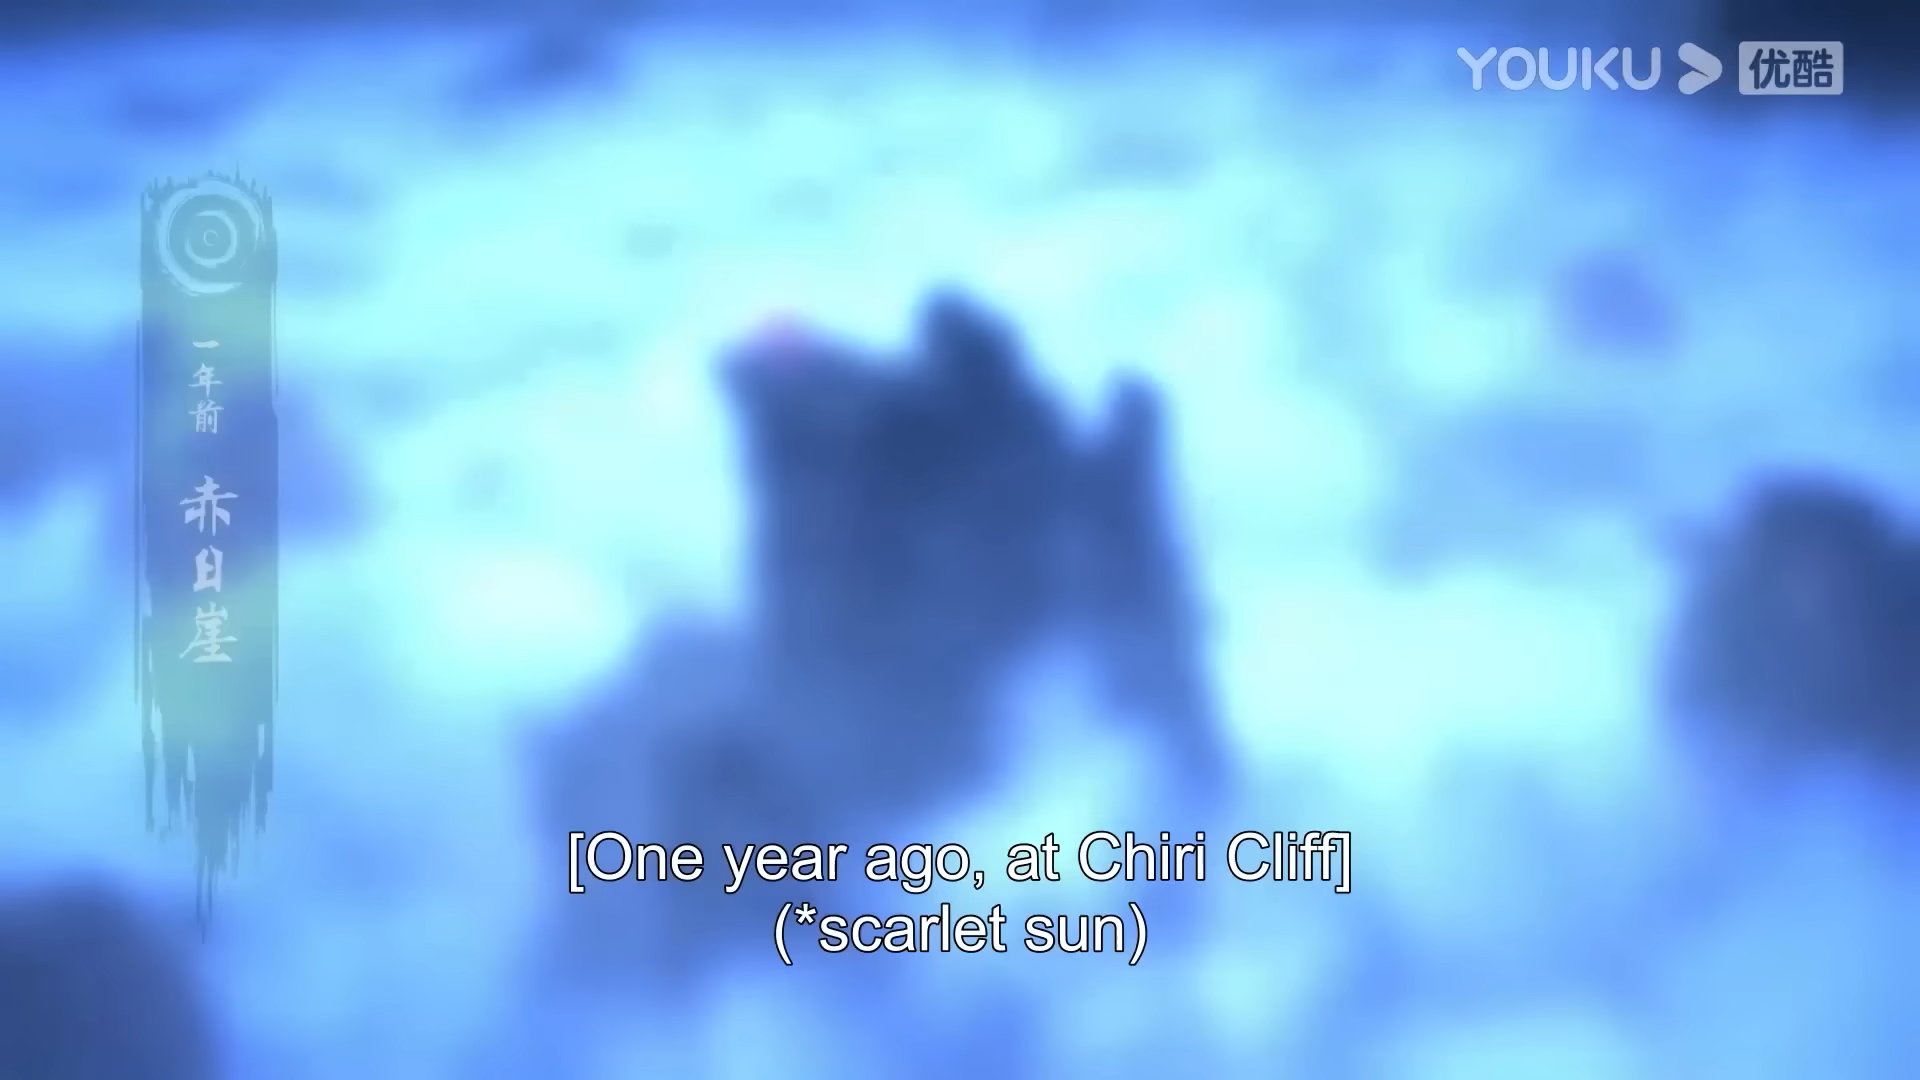 YOUKU 优酷
一年前 赤日崖
[One year ago, at Chiri Cliff]
(*scarlet sun)